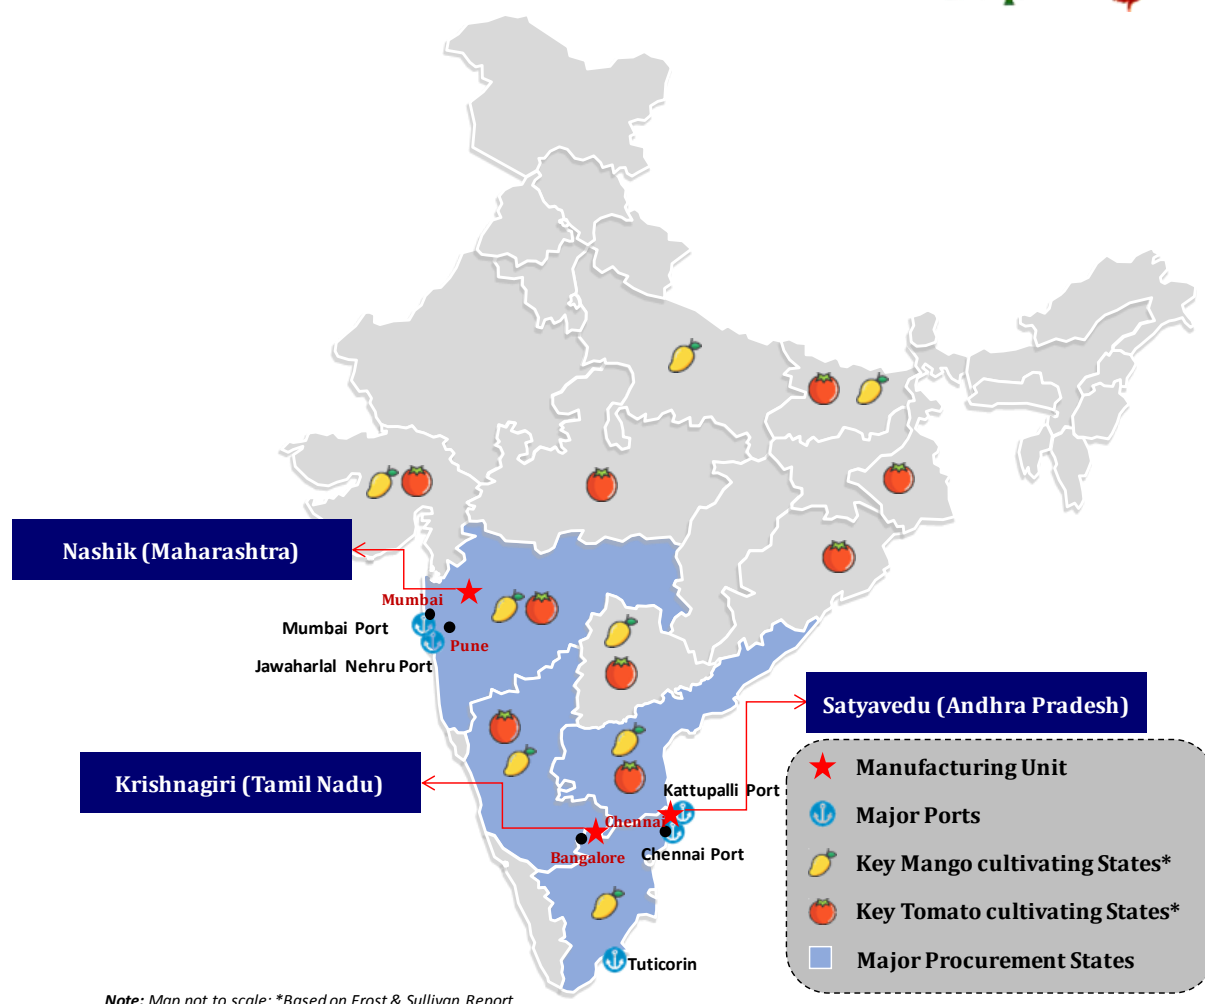 Nashik (Maharashtra)
Mumbai
Mumbai Port
Pune
Jawaharlal Nehru Port
Satyavedu (Andhra Pradesh)
Krishnagiri (Tamil Nadu)
Kattupalli Port
Chennai
Bangalore
Chennai Port
Tuticorin
Manufacturing Unit
Major Ports
Key Mango cultivating States*
Key Tomato cultivating States*
Major Procurement States
Note: Map not to scale; *Based on Frost & Sullivan Report